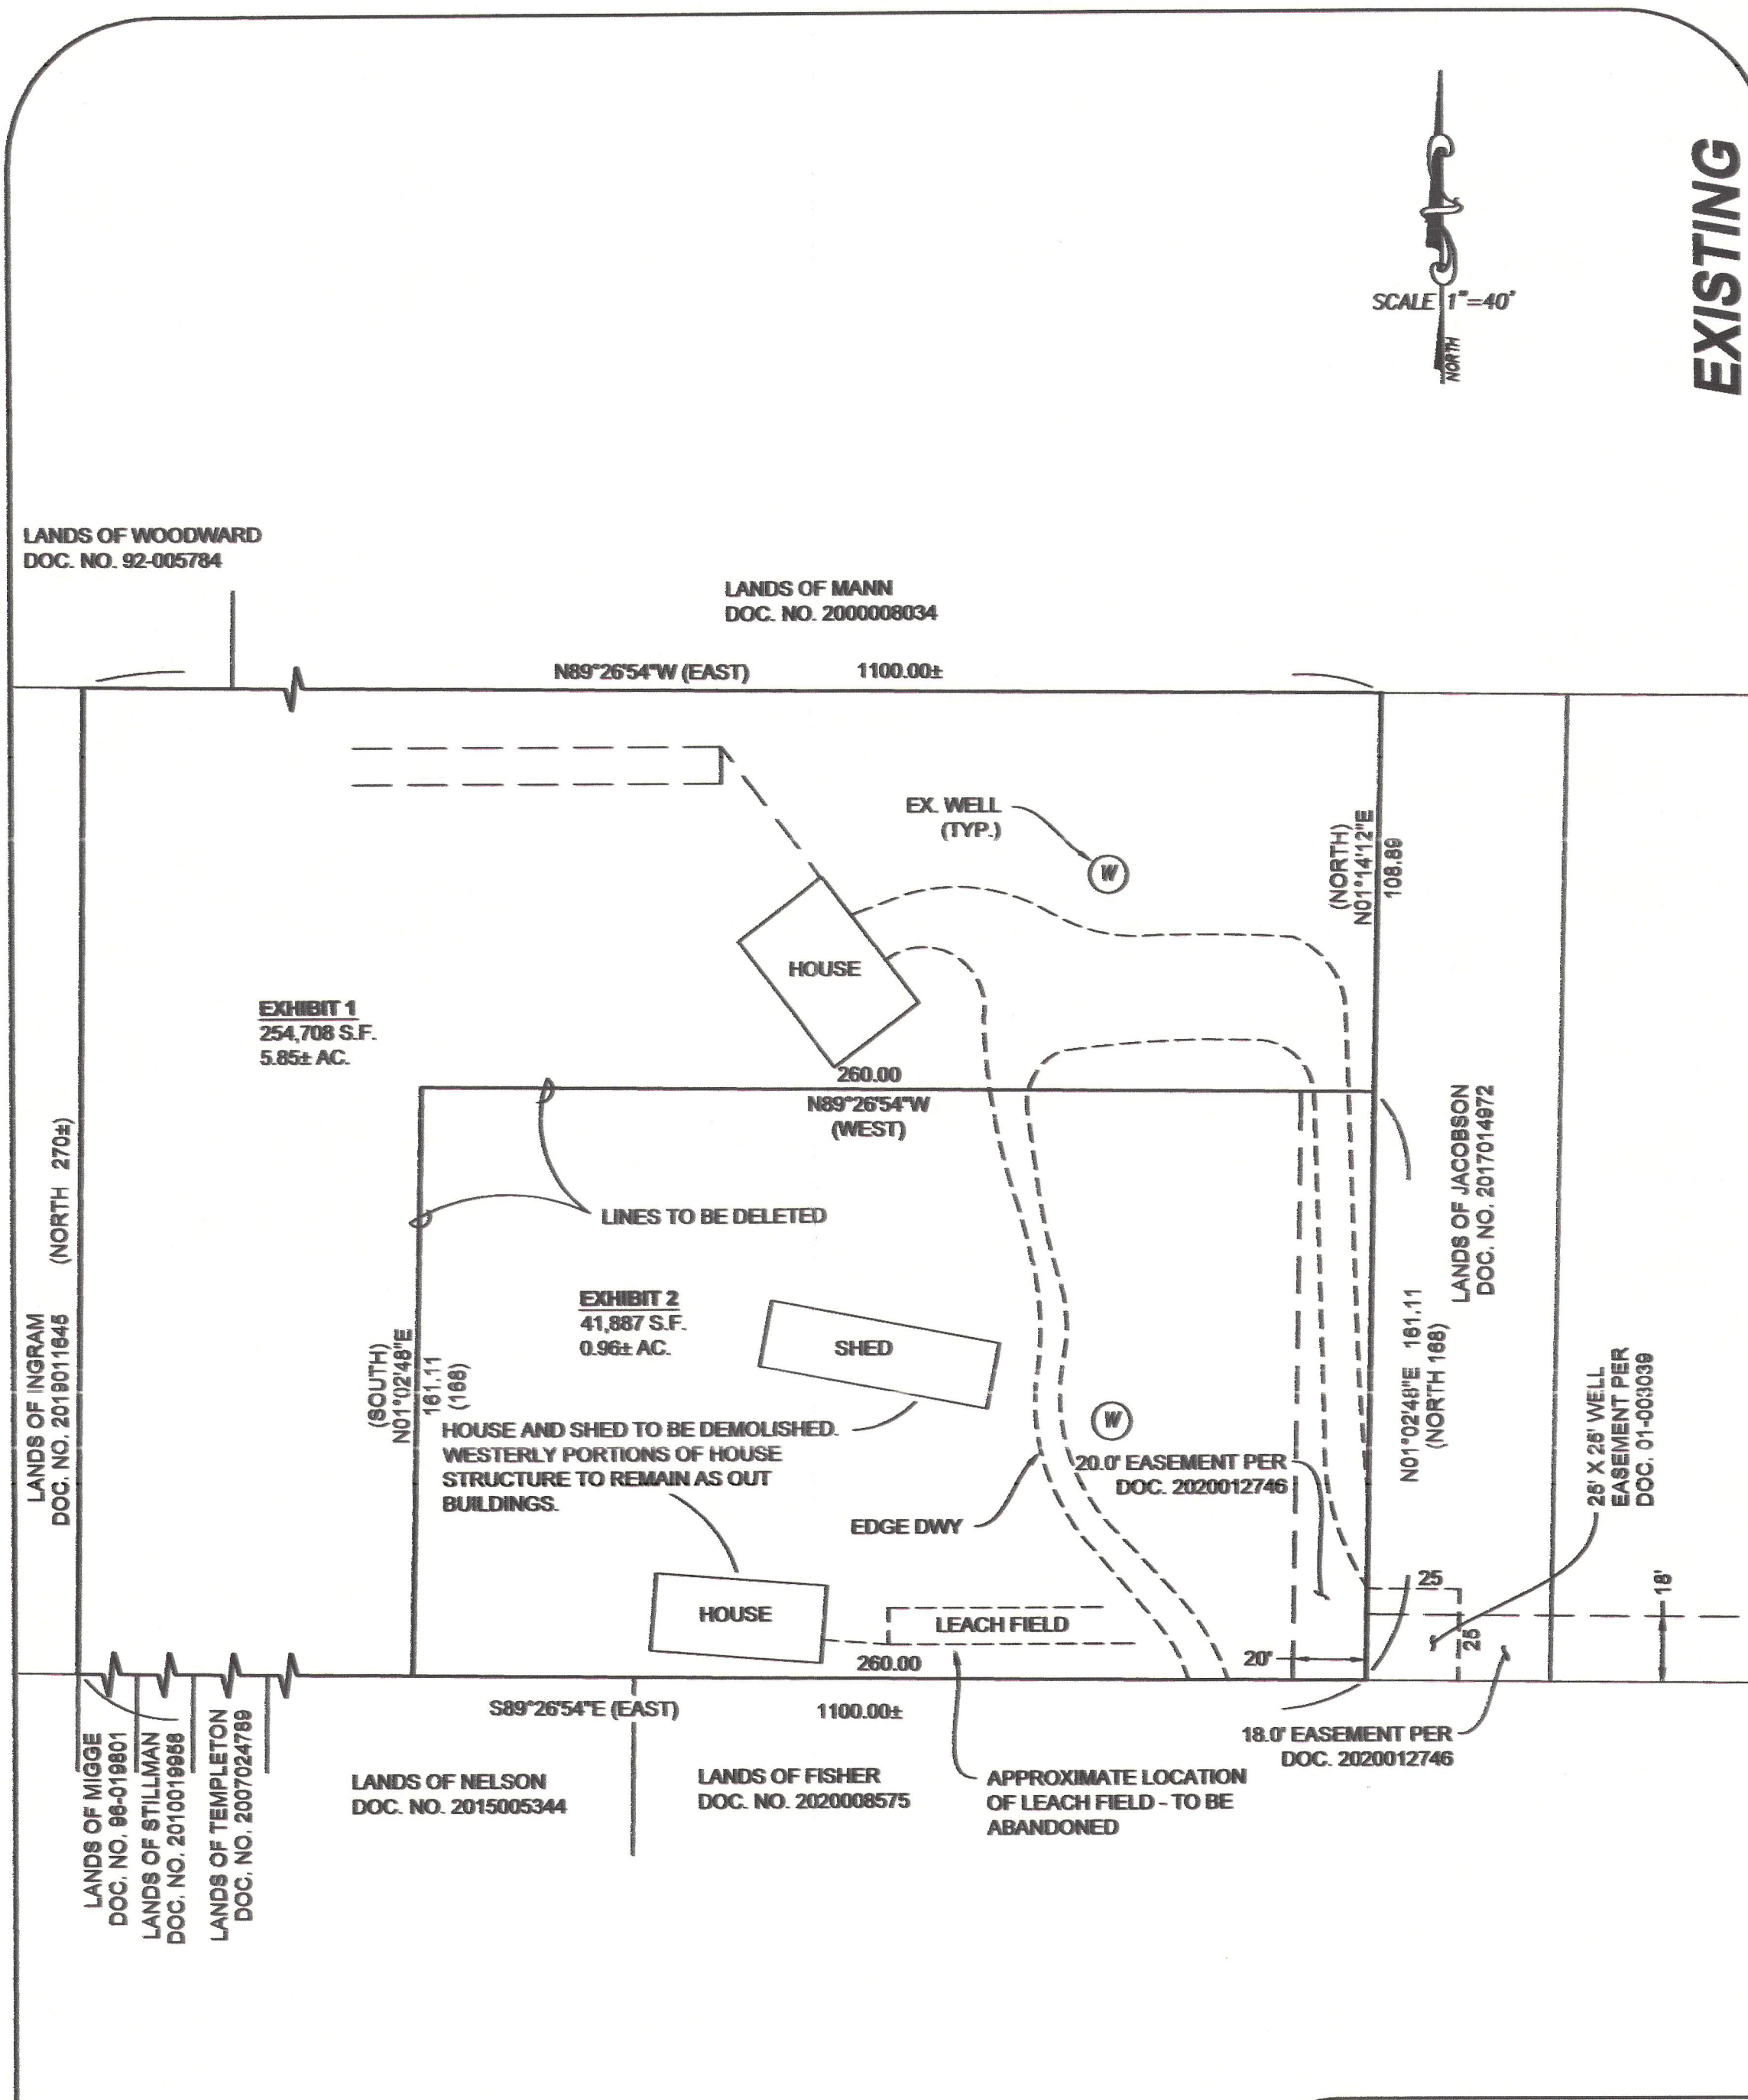 EXISTING
SCALE 1"=40'
NORTH
LANDS OF WOODWARD
DOC. NO. 92-005784
LANDS OF MANN
DOC. NO. 2000008034
N89°26'54"W (EAST) 1100.00±
EX. WELL
(TYP.)
W
(NORTH)
N01°14'12"E
108.89
HOUSE
EXHIBIT 1
254,708 S.F.
5.85± AC.
260.00
N89°26'54"W
(WEST)
LANDS OF INGRAM (NORTH 270±)
DOC. NO. 2019011645
LINES TO BE DELETED
LANDS OF JACOBSON
DOC. NO. 2017014972
EXHIBIT 2
41,887 S.F.
0.96± AC.
SHED
(SOUTH)
N01°02'48"E
161.11
(168)
N01°02'48"E 161.11
(NORTH 168)
HOUSE AND SHED TO BE DEMOLISHED.
WESTERLY PORTIONS OF HOUSE
STRUCTURE TO REMAIN AS OUT
BUILDINGS.
W
20.0' EASEMENT PER
DOC. 2020012746
25' X 25' WELL
EASEMENT PER
DOC. 01-003039
EDGE DWY
HOUSE
LEACH FIELD
25
25
18'
20'
260.00
S89°26'54"E (EAST) 1100.00±
18.0' EASEMENT PER
DOC. 2020012746
LANDS OF MIGGE
DOC. NO. 96-019801
LANDS OF STILLMAN
DOC. NO. 2010019956
LANDS OF TEMPLETON
DOC. NO. 2007024789
LANDS OF NELSON
DOC. NO. 2015005344
LANDS OF FISHER
DOC. NO. 2020008575
APPROXIMATE LOCATION
OF LEACH FIELD - TO BE
ABANDONED